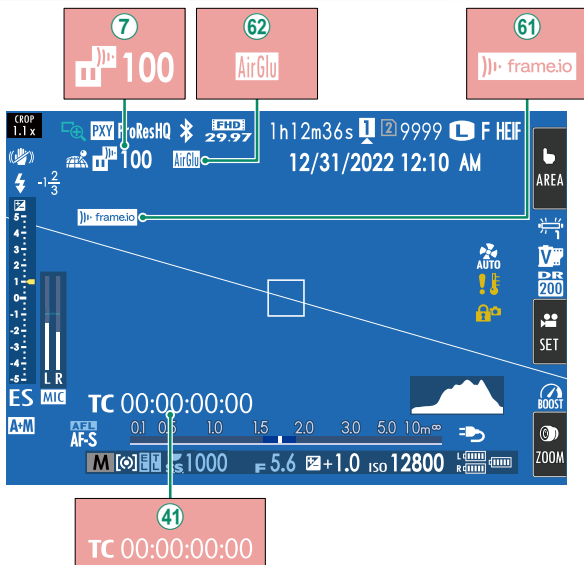 7
62
61
100
AirGlu
frame.io
CROP
1.1 x
PXY ProResHQ FHD 29.97 1h12m36s 1 2 9999 L F HEIF
100 AirGlu 12/31/2022 12:10 AM
AREA
-1 2/3
frame.io
5
4
3
2
1
0
-1
-2
-3
-4
-5
L R
AUTO
V
DR
200
SET
ES MIC
TC 00:00:00:00
BOOST
A+M
AFL
AF-S
0.1 0.5 1.0 1.5 2.0 3.0 5.0 10m∞
M E T S.S. 1000 F 5.6 +1.0 ISO 12800 L R
ZOOM
41
TC 00:00:00:00